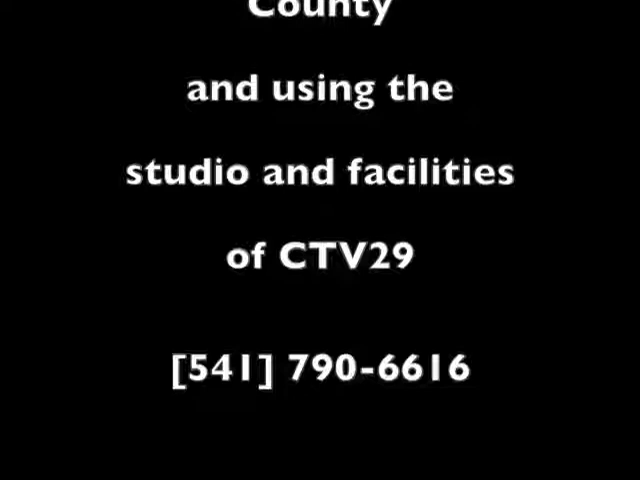 County
and using the
studio and facilities
of CTV29
[541] 790-6616